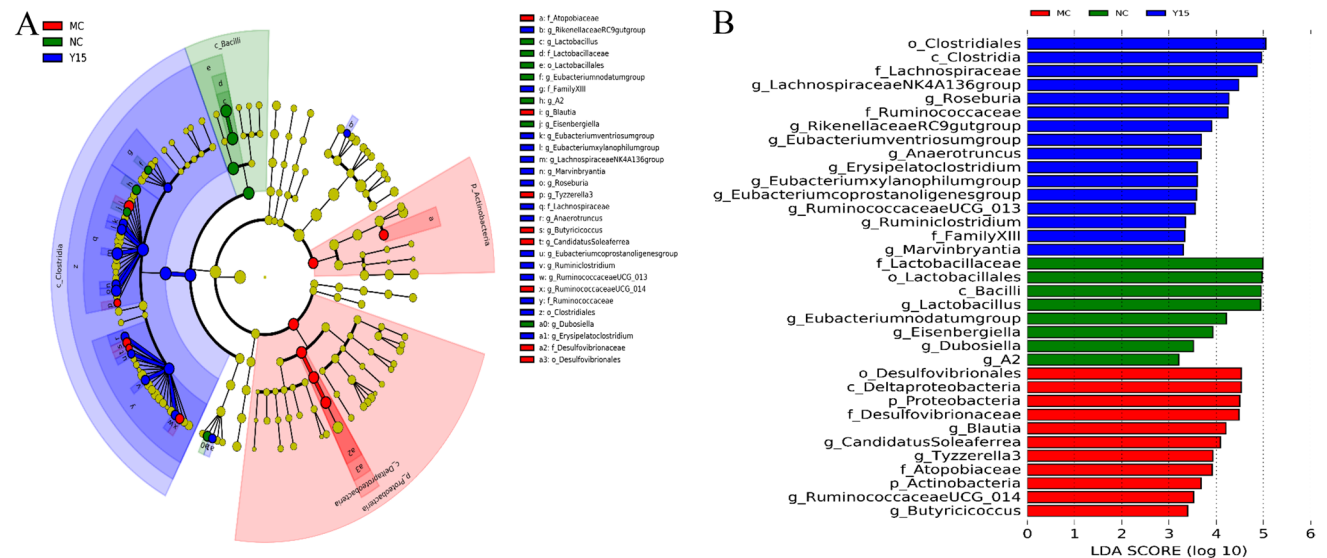 A
MC
NC
Y15
c_Bacilli
e
d
c
b
p_Actinobacteria
a
c_Clostridia
z
q
y
a0
a1
a2
a3
c_Deltaproteobacteria
p_Proteobacteria
a: f_Atopobiaceae
b: g_RikenellaceaeRC9gutgroup
c: g_Lactobacillus
d: f_Lactobacillaceae
e: o_Lactobacillales
f: g_Eubacteriumnodatumgroup
g: f_FamilyXIII
h: g_A2
i: g_Blautia
j: g_Eisenbergiella
k: g_Eubacteriumventriosumgroup
l: g_Eubacteriumxylanophilumgroup
m: g_LachnospiraceaeNK4A136group
n: g_Marvinbryantia
o: g_Roseburia
p: g_Tyzzerella3
q: f_Lachnospiraceae
r: g_Anaerotruncus
s: g_Butyricicoccus
t: g_CandidatusSoleaferrea
u: g_Eubacteriumcoprostanoligenesgroup
v: g_Ruminiclostridium
w: g_RuminococcaceaeUCG_013
x: g_RuminococcaceaeUCG_014
y: f_Ruminococcaceae
z: o_Clostridiales
a0: g_Dubosiella
a1: g_Erysipelatoclostridium
a2: f_Desulfovibrionaceae
a3: o_Desulfovibrionales
B
MC NC Y15
o_Clostridiales
c_Clostridia
f_Lachnospiraceae
g_LachnospiraceaeNK4A136group
g_Roseburia
f_Ruminococcaceae
g_RikenellaceaeRC9gutgroup
g_Eubacteriumventriosumgroup
g_Anaerotruncus
g_Erysipelatoclostridium
g_Eubacteriumxylanophilumgroup
g_Eubacteriumcoprostanoligenesgroup
g_RuminococcaceaeUCG_013
g_Ruminiclostridium
f_FamilyXIII
g_Marvinbryantia
f_Lactobacillaceae
o_Lactobacillales
c_Bacilli
g_Lactobacillus
g_Eubacteriumnodatumgroup
g_Eisenbergiella
g_Dubosiella
g_A2
o_Desulfovibrionales
c_Deltaproteobacteria
p_Proteobacteria
f_Desulfovibrionaceae
g_Blautia
g_CandidatusSoleaferrea
g_Tyzzerella3
f_Atopobiaceae
p_Actinobacteria
g_RuminococcaceaeUCG_014
g_Butyricicoccus
0 1 2 3 4 5 6
LDA SCORE (log 10)